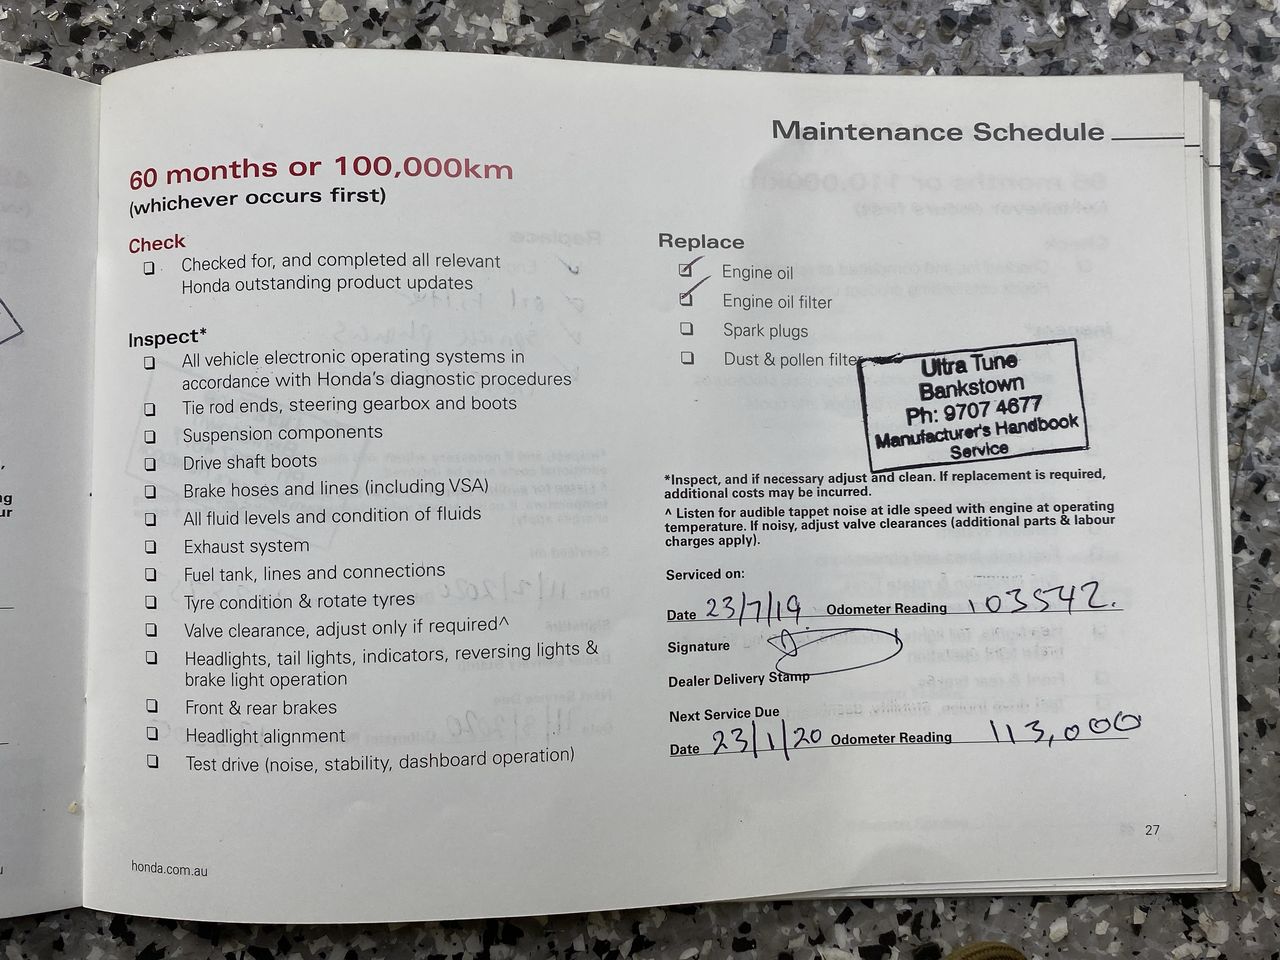 Maintenance Schedule
60 months or 100,000km
(whichever occurs first)
Check
Checked for, and completed all relevant
Honda outstanding product updates
Inspect*
All vehicle electronic operating systems in
accordance with Honda's diagnostic procedures
Tie rod ends, steering gearbox and boots
Suspension components
Drive shaft boots
Brake hoses and lines (including VSA)
All fluid levels and condition of fluids
Exhaust system
Fuel tank, lines and connections
Tyre condition & rotate tyres
Valve clearance, adjust only if required^
Headlights, tail lights, indicators, reversing lights &
brake light operation
Front & rear brakes
Headlight alignment
Test drive (noise, stability, dashboard operation)
Replace
Engine oil
Engine oil filter
Spark plugs
Dust & pollen filter
Ultra Tune
Bankstown
Ph: 9707 4677
Manufacturer's Handbook
Service
*Inspect, and if necessary adjust and clean. If replacement is required,
additional costs may be incurred.
^ Listen for audible tappet noise at idle speed with engine at operating
temperature. If noisy, adjust valve clearances (additional parts & labour
charges apply).
Serviced on:
Date 23/7/19 Odometer Reading 103542.
Signature
Dealer Delivery Stamp
Next Service Due
Date 23/1/20 Odometer Reading 113,000
27
honda.com.au